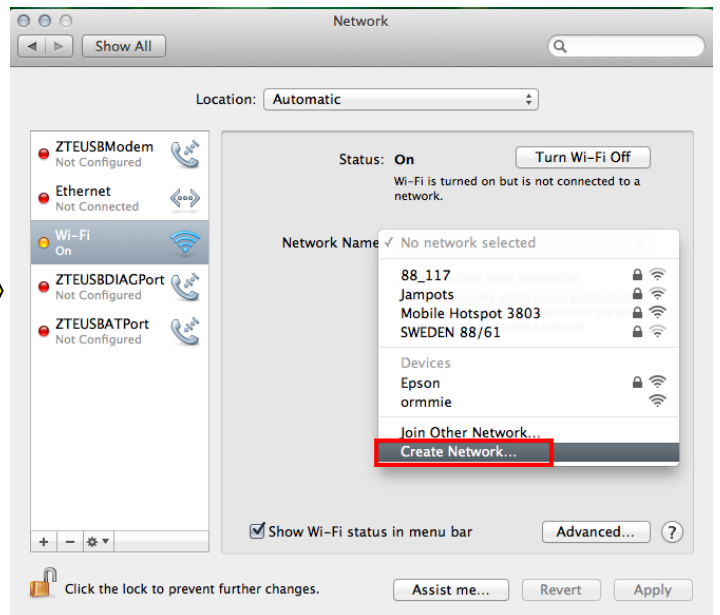 Network
Show All
Location: Automatic
ZTEUSBModem
Not Configured
Ethernet
Not Connected
Wi-Fi
On
ZTEUSBDIAGPort
Not Configured
ZTEUSBATPort
Not Configured
Status: On
Turn Wi-Fi Off
Wi-Fi is turned on but is not connected to a
network.
Network Name
✓ No network selected
88_117
Jampots
Mobile Hotspot 3803
SWEDEN 88/61
Devices
Epson
ormmie
Join Other Network...
Create Network...
Show Wi-Fi status in menu bar
Advanced... ?
Click the lock to prevent further changes.
Assist me... Revert Apply